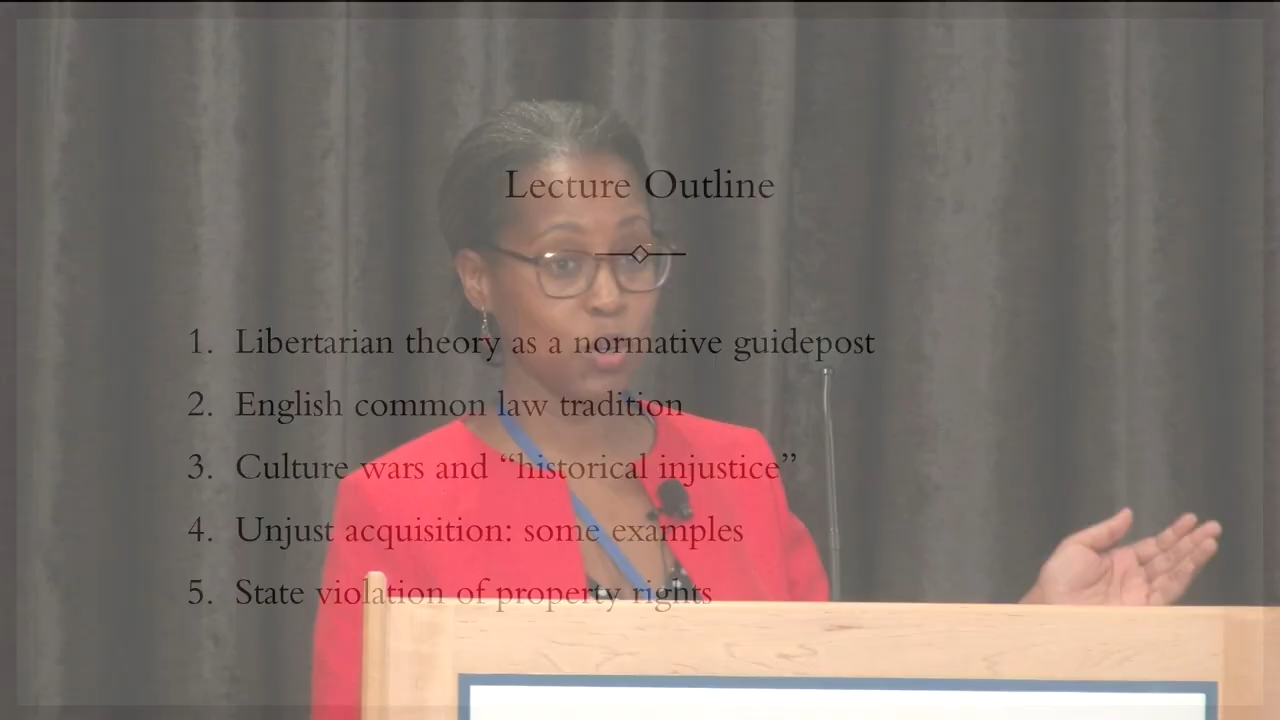 Lecture Outline
1. Libertarian theory as a normative guidepost
2. English common law tradition
3. Culture wars and “historical injustice”
4. Unjust acquisition: some examples
5. State violation of property rights